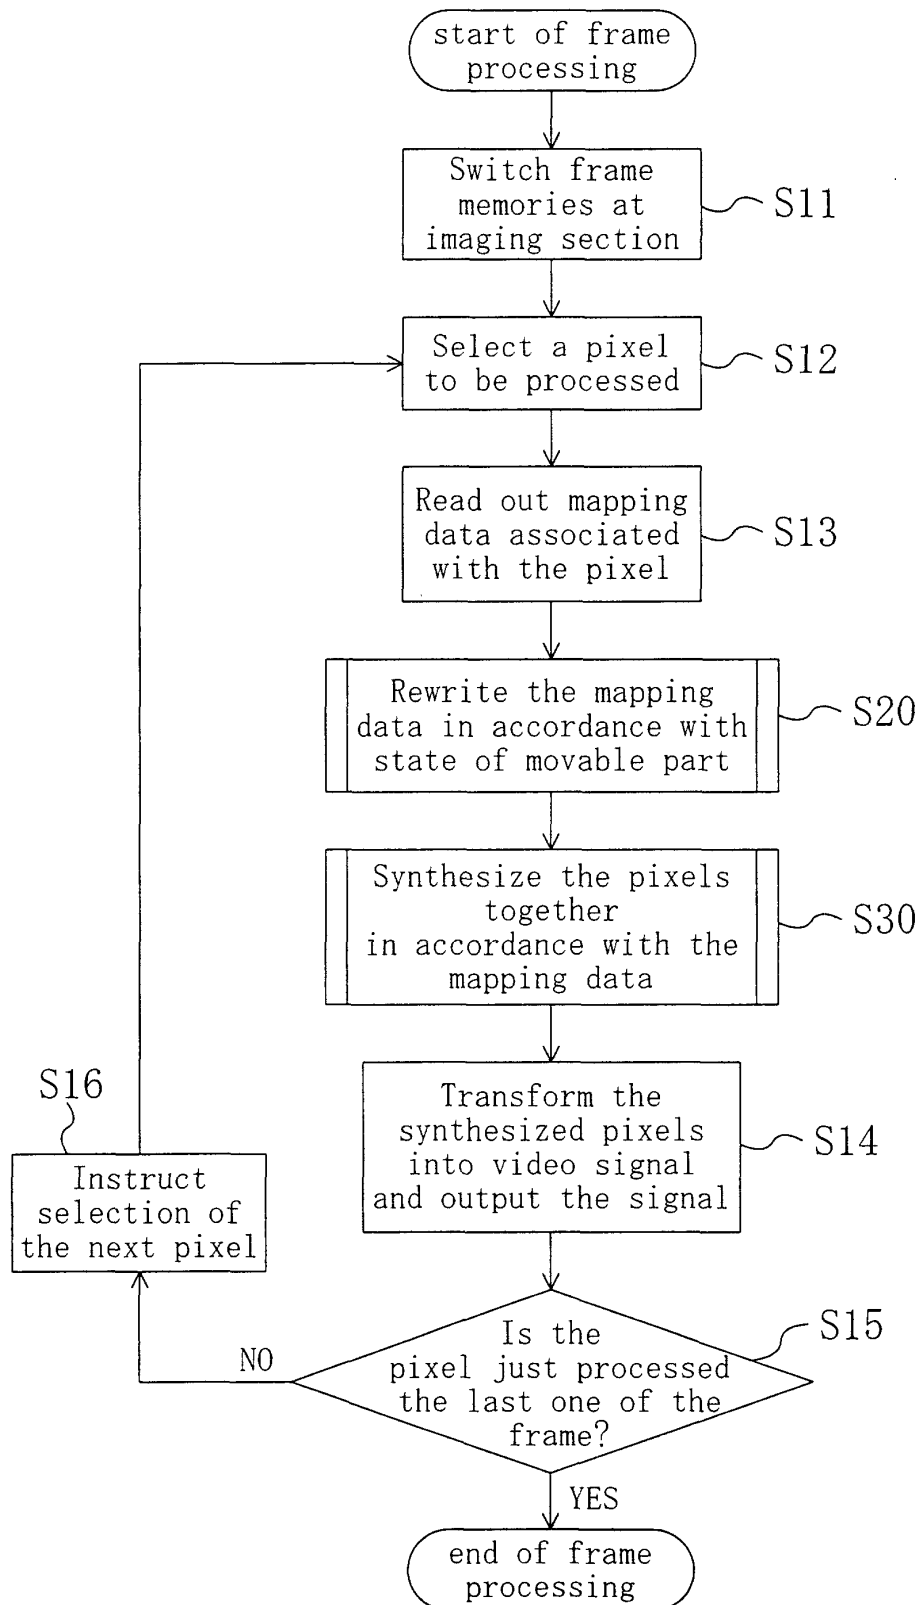 start of frame
processing
Switch frame
memories at
imaging section
S11
Select a pixel
to be processed
S12
Read out mapping
data associated
with the pixel
S13
Rewrite the mapping
data in accordance with
state of movable part
S20
Synthesize the pixels
together
in accordance with the
mapping data
S30
Transform the
synthesized pixels
into video signal
and output the signal
S14
S16
Instruct
selection of
the next pixel
Is the
pixel just processed
the last one of the
frame?
S15
NO
YES
end of frame
processing